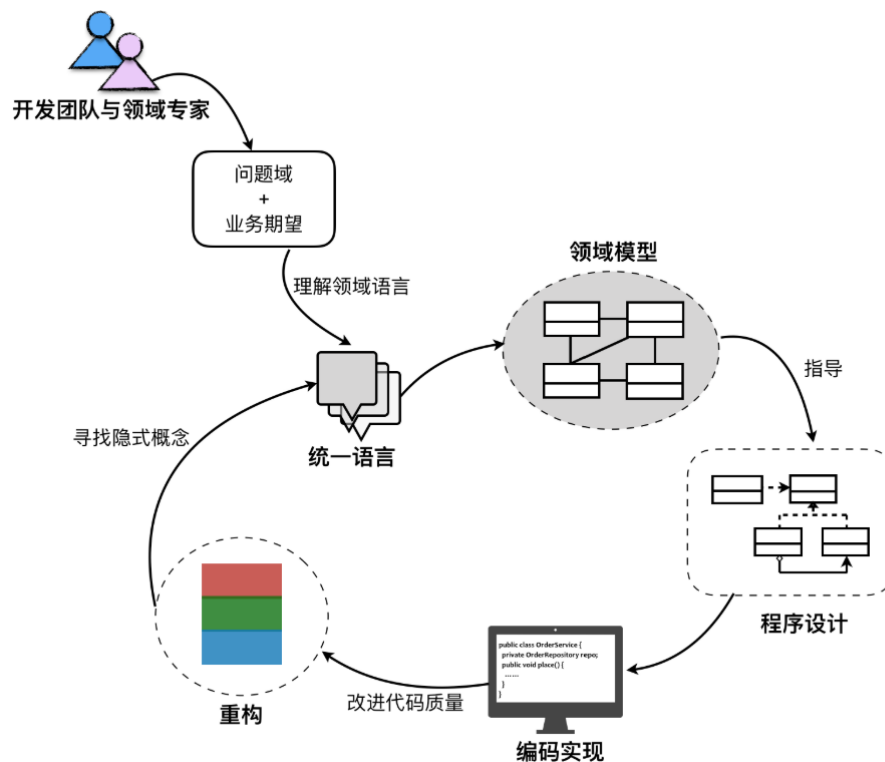 开发团队与领域专家
问题域
+
业务期望
理解领域语言
领域模型
指导
寻找隐式概念
统一语言
程序设计
public class OrderService {
private OrderRepository repo;
public void place() {
......
}
}
改进代码质量
重构
编码实现